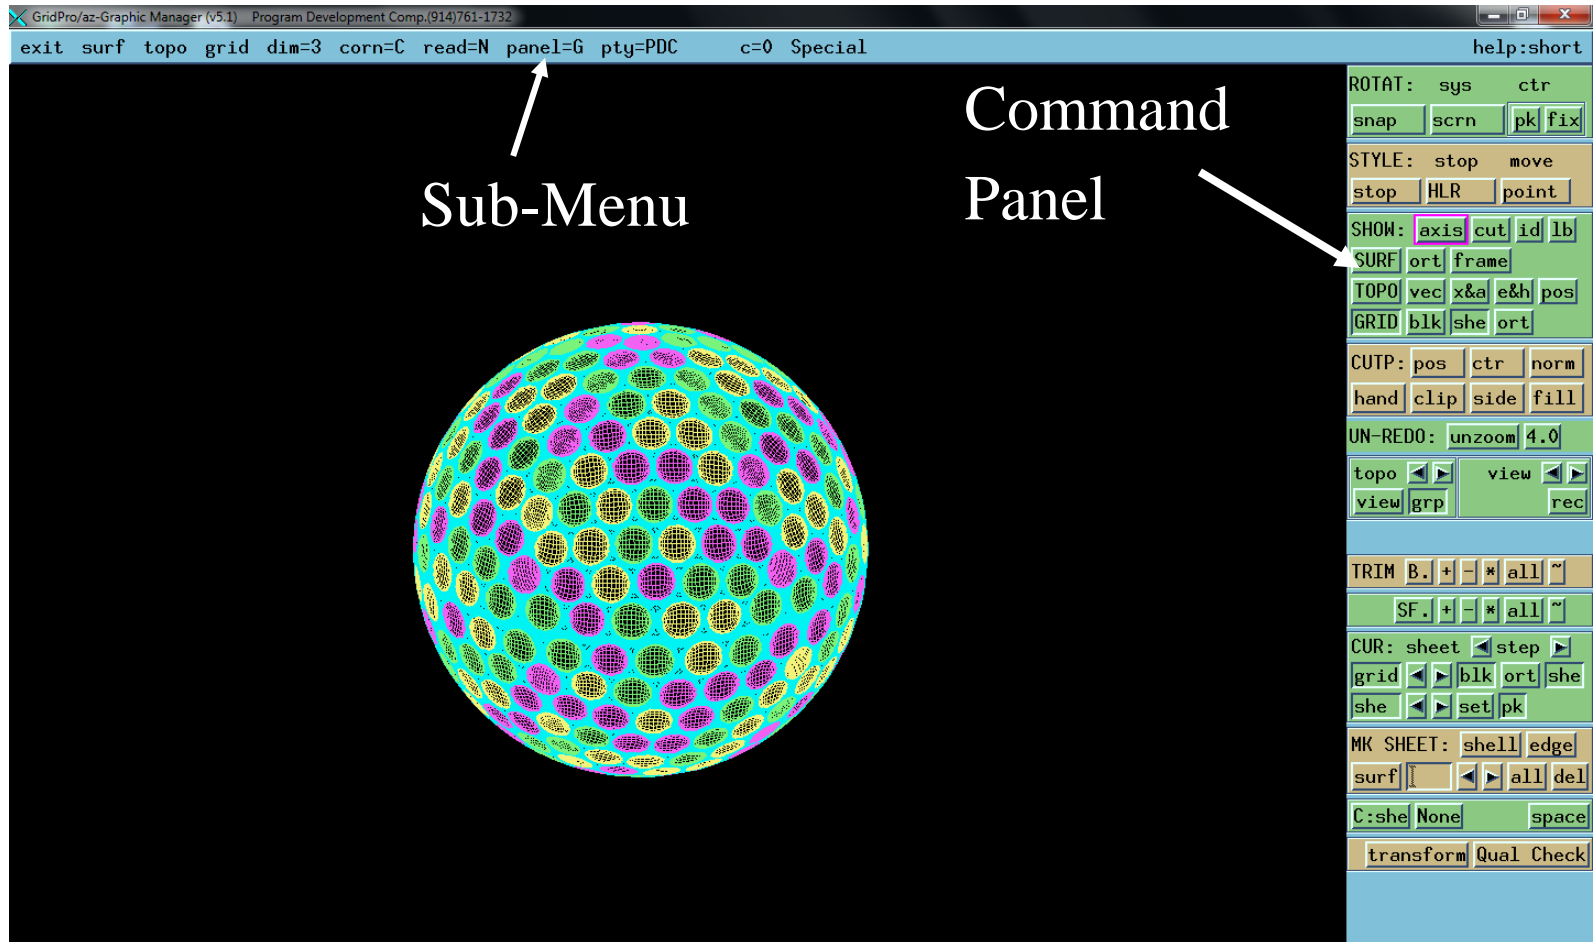 GridPro/az-Graphic Manager (v5.1) Program Development Comp.(914)761-1732
exit surf topo grid dim=3 corn=C read=N panel=G pty=PDC c=0 Special help:short
Sub-Menu
Command
Panel
ROTAT: sys ctr
snap scrn pk fix
STYLE: stop move
stop HLR point
SHOW: axis cut id lb
SURF ort frame
TOPO vec x&a e&h pos
GRID blk she ort
CUTP: pos ctr norm
hand clip side fill
UN-REDO: unzoom 4.0
topo view
view grp rec
TRIM B. + - * all ~
SF. + - * all ~
CUR: sheet step
grid blk ort she
she set pk
MK SHEET: shell edge
surf all del
C:she None space
transform Qual Check